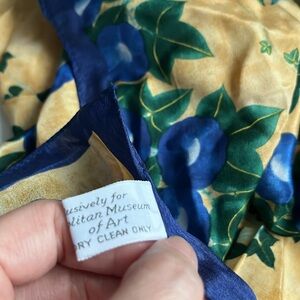 usively for
litan Museum
of Art
RY CLEAN ONLY